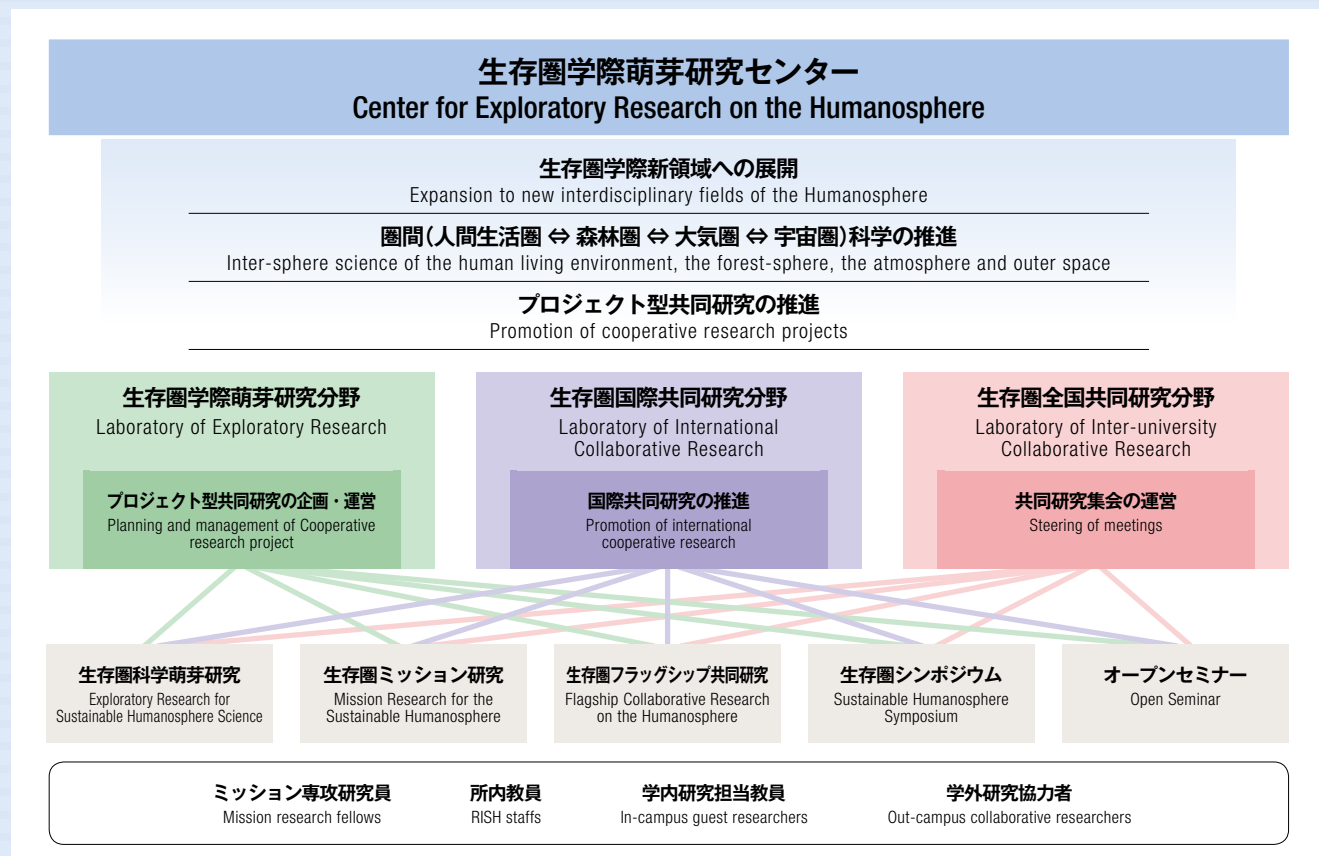 生存圏学際萌芽研究センター
Center for Exploratory Research on the Humanosphere
生存圏学際新領域への展開
Expansion to new interdisciplinary fields of the Humanosphere
圏間（人間生活圏 ⇔ 森林圏 ⇔ 大気圏 ⇔ 宇宙圏）科学の推進
Inter-sphere science of the human living environment, the forest-sphere, the atmosphere and outer space
プロジェクト型共同研究の推進
Promotion of cooperative research projects
生存圏学際萌芽研究分野
Laboratory of Exploratory Research
プロジェクト型共同研究の企画・運営
Planning and management of Cooperative
research project
生存圏国際共同研究分野
Laboratory of International
Collaborative Research
国際共同研究の推進
Promotion of international
cooperative research
生存圏全国共同研究分野
Laboratory of Inter-university
Collaborative Research
共同研究集会の運営
Steering of meetings
生存圏科学萌芽研究
Exploratory Research for
Sustainable Humanosphere Science
生存圏ミッション研究
Mission Research for the
Sustainable Humanosphere
生存圏フラッグシップ共同研究
Flagship Collaborative Research
on the Humanosphere
生存圏シンポジウム
Sustainable Humanosphere
Symposium
オープンセミナー
Open Seminar
ミッション専攻研究員
Mission research fellows
所内教員
RISH staffs
学内研究担当教員
In-campus guest researchers
学外研究協力者
Out-campus collaborative researchers